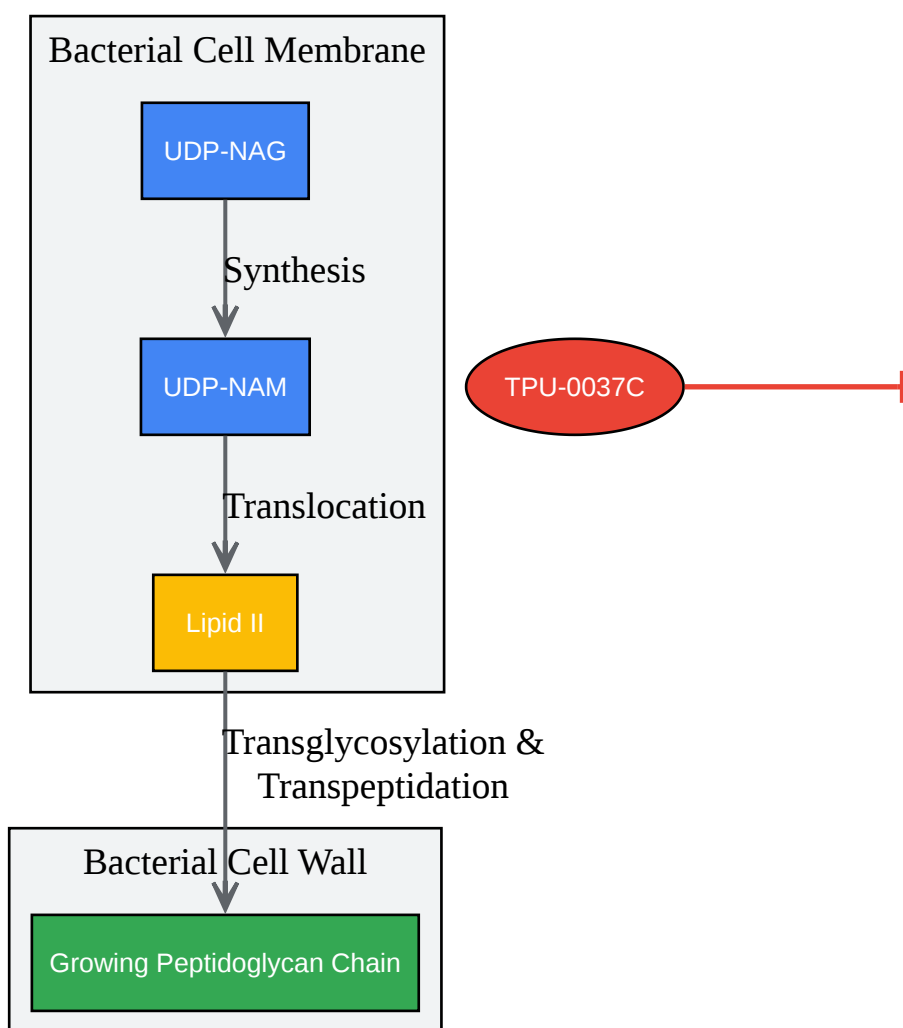 Bacterial Cell Membrane
UDP-NAG
Synthesis
UDP-NAM
TPU-0037C
Translocation
Lipid II
Transglycosylation &
Transpeptidation
Bacterial Cell Wall
Growing Peptidoglycan Chain